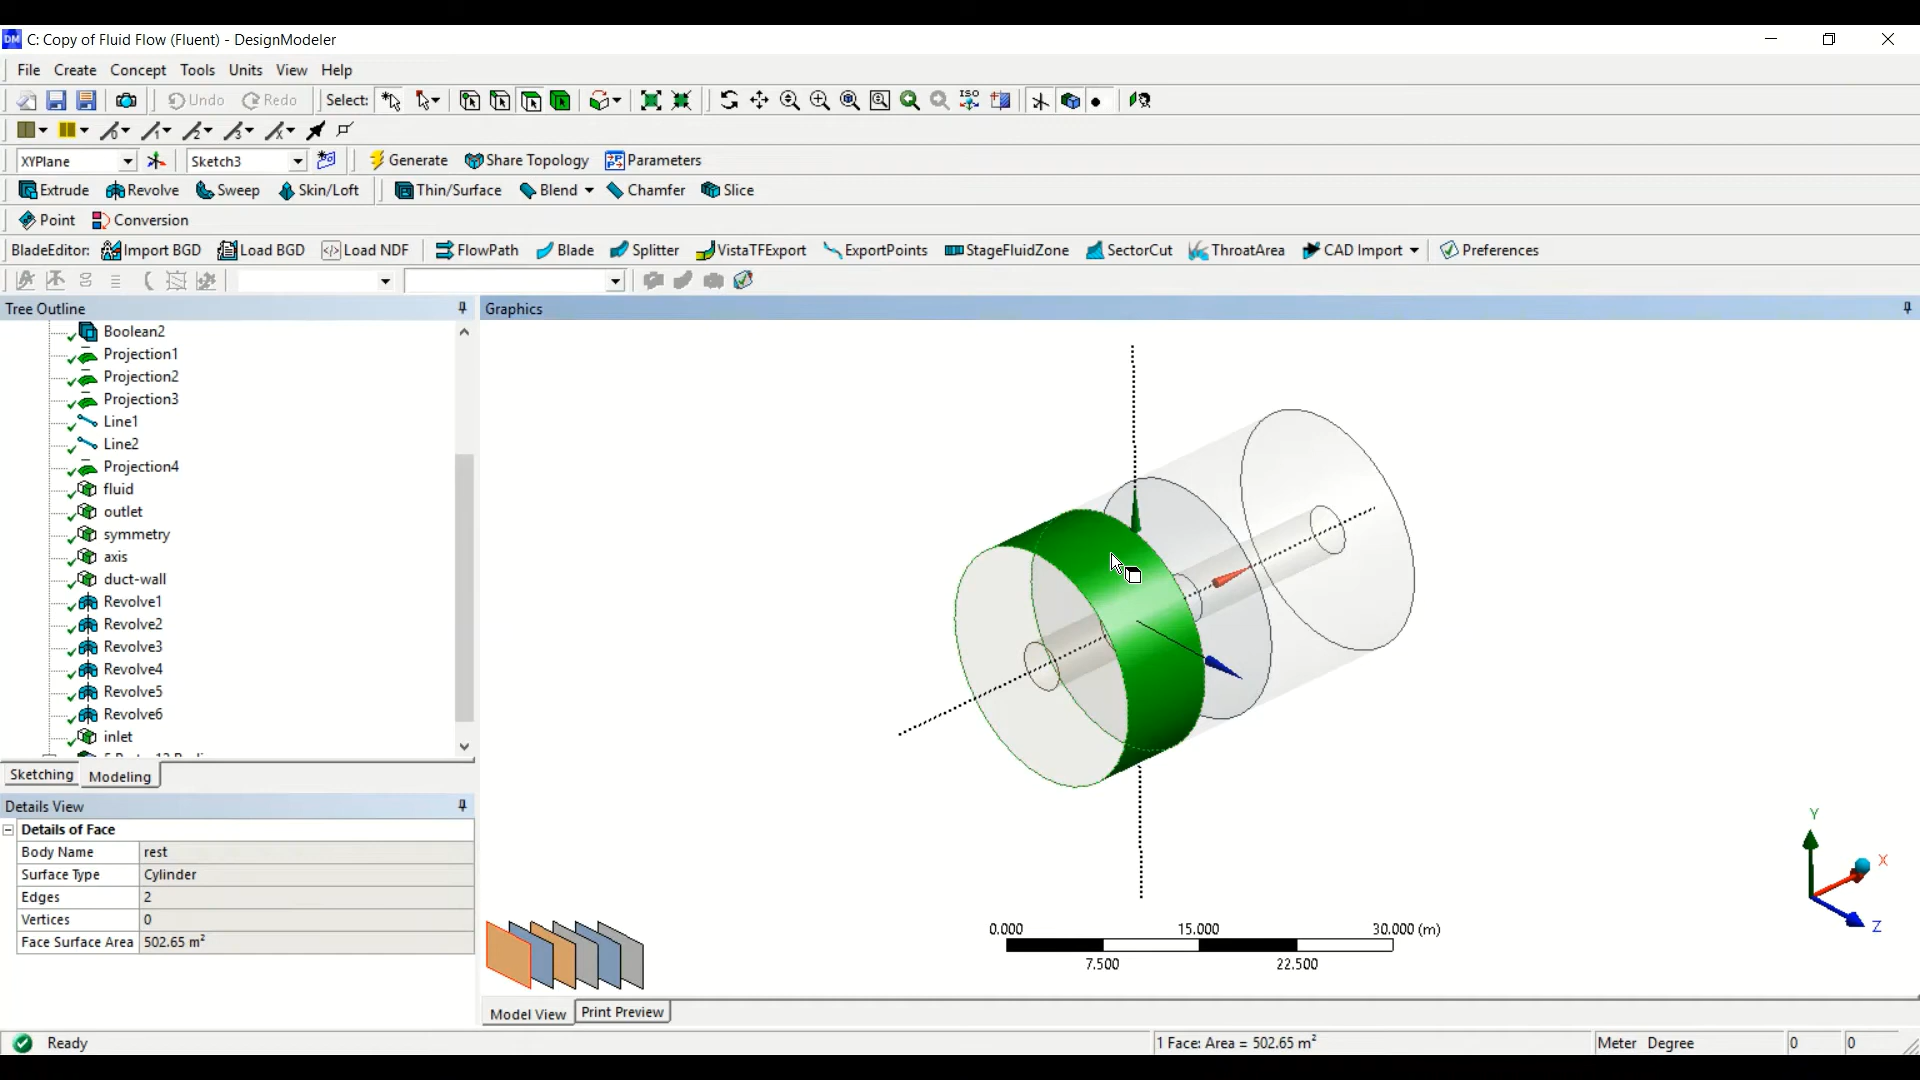 DM C: Copy of Fluid Flow (Fluent) - DesignModeler
File Create Concept Tools Units View Help
Undo Redo Select: ISO
XYPlane Sketch3 Generate Share Topology Parameters
Extrude Revolve Sweep Skin/Loft Thin/Surface Blend Chamfer Slice
Point Conversion
BladeEditor: Import BGD Load BGD Load NDF FlowPath Blade Splitter VistaTFExport ExportPoints StageFluidZone SectorCut ThroatArea CAD Import Preferences
Tree Outline
Graphics
Boolean2
Projection1
Projection2
Projection3
Line1
Line2
Projection4
fluid
outlet
symmetry
axis
duct-wall
Revolve1
Revolve2
Revolve3
Revolve4
Revolve5
Revolve6
inlet
Sketching Modeling
Details View
Details of Face
Body Name rest
Surface Type Cylinder
Edges 2
Vertices 0
Face Surface Area 502.65 m²
Y
X
Z
0.000 15.000 30.000 (m)
7.500 22.500
Model View Print Preview
Ready 1 Face: Area = 502.65 m² Meter Degree 0 0